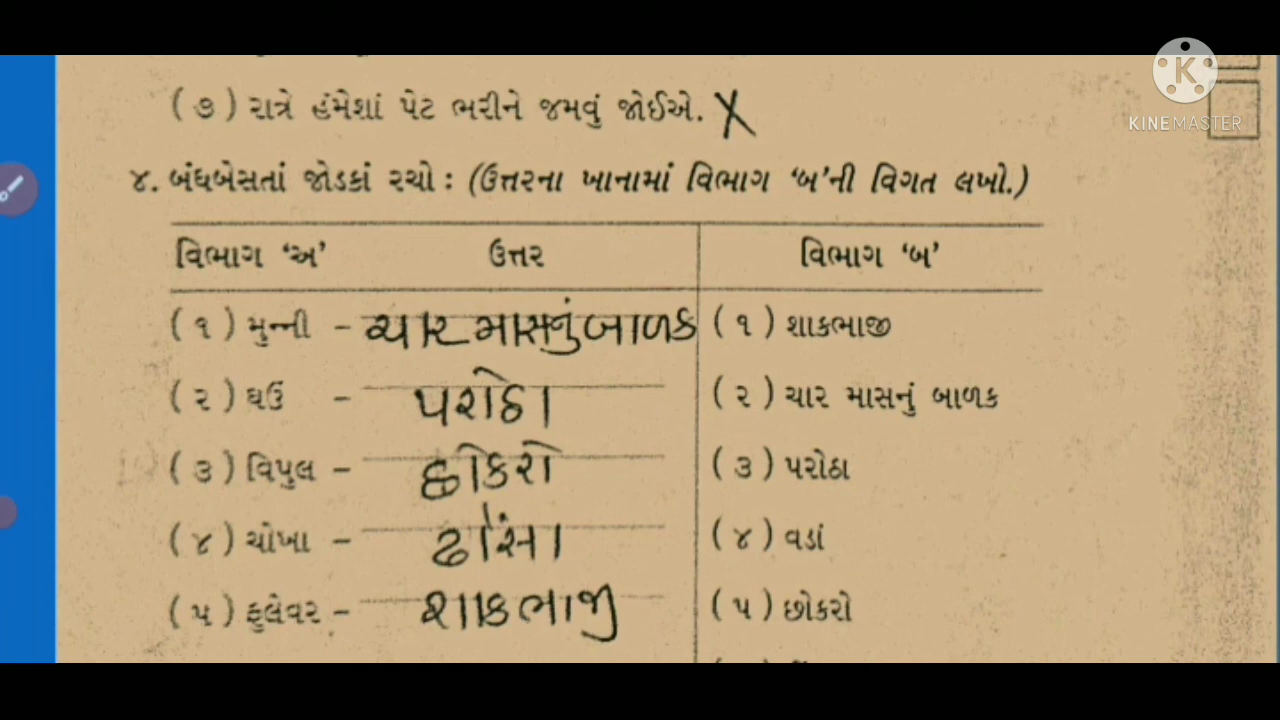 KINEMASTER
(૭) રાત્રે હંમેશાં પેટ ભરીને જમવું જોઈએ. X
૪. બંધબેસતાં જોડકાં રચો : (ઉત્તરના ખાનામાં વિભાગ ‘બ’ની વિગત લખો.)
વિભાગ ‘અ’ ઉત્તર વિભાગ ‘બ’
(૧) મુન્ની – ચાર માસનું બાળક (૧) શાકભાજી
(૨) ઘઉં – પરોઠા (૨) ચાર માસનું બાળક
(૩) વિપુલ – છોકરો (૩) પરોઠા
(૪) ચોખા – ઢોંસા (૪) વડાં
(૫) ફુલેવર – શાકભાજી (૫) છોકરો